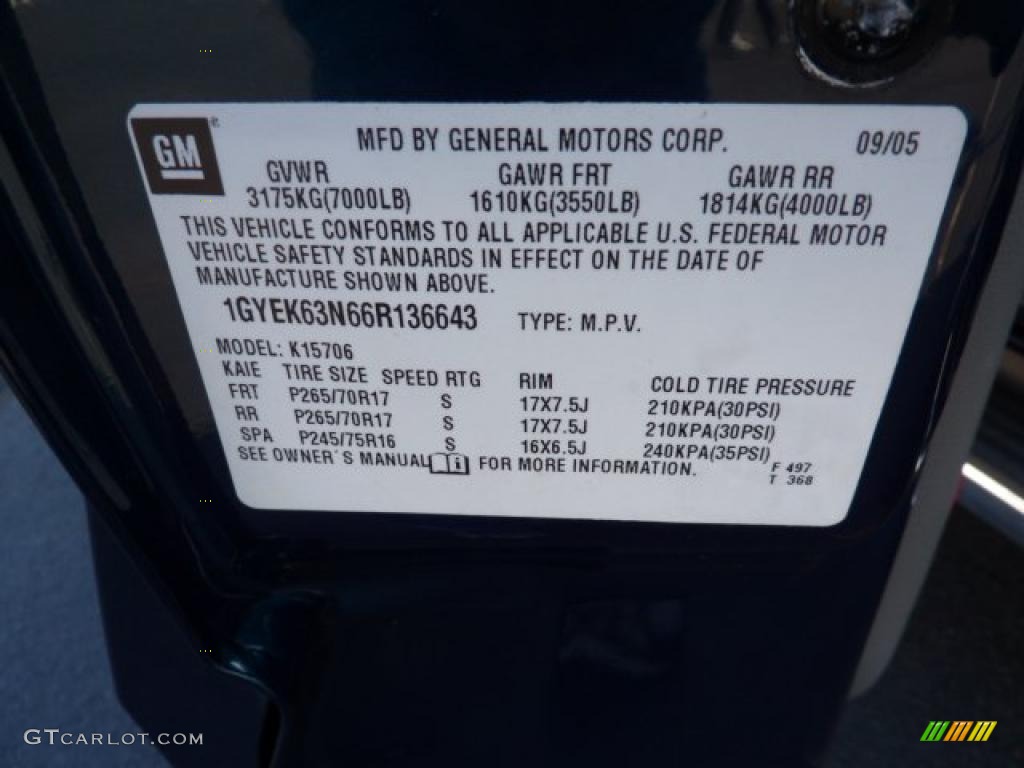 GM ®
MFD BY GENERAL MOTORS CORP. 09/05
GVWR GAWR FRT GAWR RR
3175KG(7000LB) 1610KG(3550LB) 1814KG(4000LB)
THIS VEHICLE CONFORMS TO ALL APPLICABLE U.S. FEDERAL MOTOR
VEHICLE SAFETY STANDARDS IN EFFECT ON THE DATE OF
MANUFACTURE SHOWN ABOVE.
1GYEK63N66R136643 TYPE: M.P.V.
MODEL: K15706
KAIE TIRE SIZE SPEED RTG RIM COLD TIRE PRESSURE
FRT P265/70R17 S 17X7.5J 210KPA(30PSI)
RR P265/70R17 S 17X7.5J 210KPA(30PSI)
SPA P245/75R16 S 16X6.5J 240KPA(35PSI)
SEE OWNER'S MANUAL i FOR MORE INFORMATION.
F 497
T 368
GTCARLOT.COM